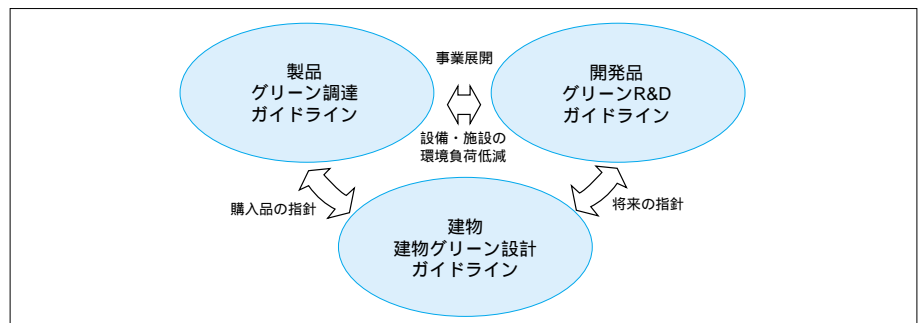 製品
グリーン調達
ガイドライン
事業展開
設備・施設の
環境負荷低減
開発品
グリーンR&D
ガイドライン
購入品の指針
将来の指針
建物
建物グリーン設計
ガイドライン